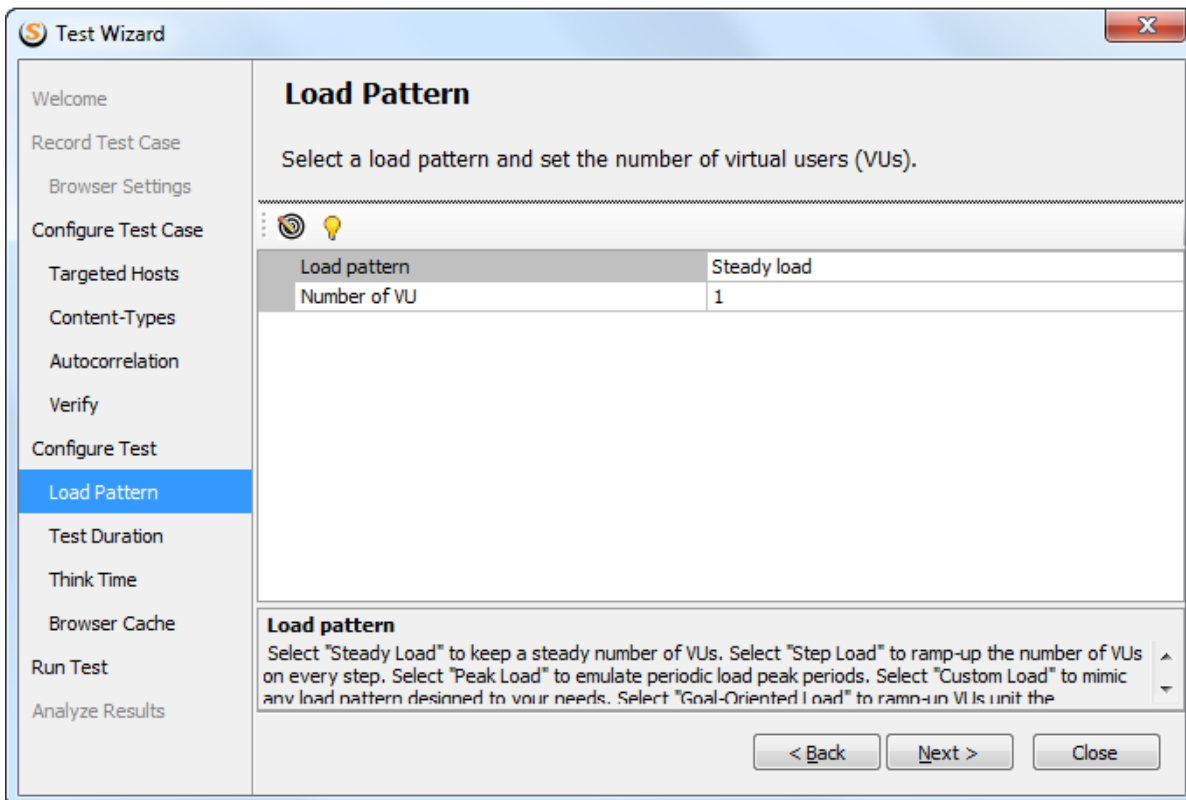 Test Wizard
Welcome
Record Test Case
Browser Settings
Configure Test Case
Targeted Hosts
Content-Types
Autocorrelation
Verify
Configure Test
Load Pattern
Test Duration
Think Time
Browser Cache
Run Test
Analyze Results
Load Pattern
Select a load pattern and set the number of virtual users (VUs).
Load pattern Steady load
Number of VU 1
Load pattern
Select "Steady Load" to keep a steady number of VUs. Select "Step Load" to ramp-up the number of VUs
on every step. Select "Peak Load" to emulate periodic load peak periods. Select "Custom Load" to mimic
any load pattern designed to your needs. Select "Goal-Oriented Load" to ramp-up VUs unit the
< Back Next > Close